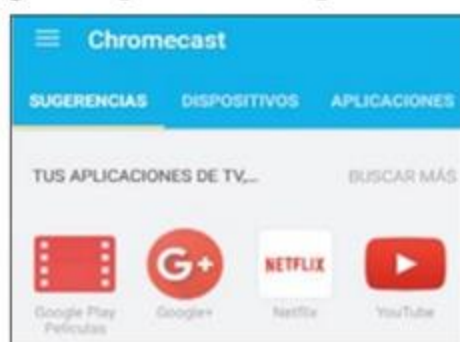 Chromecast
SUGERENCIAS DISPOSITIVOS APLICACIONES
TUS APLICACIONES DE TV,... BUSCAR MÁS
G+ NETFLIX
Google Play Google+ Netflix YouTube
Películas